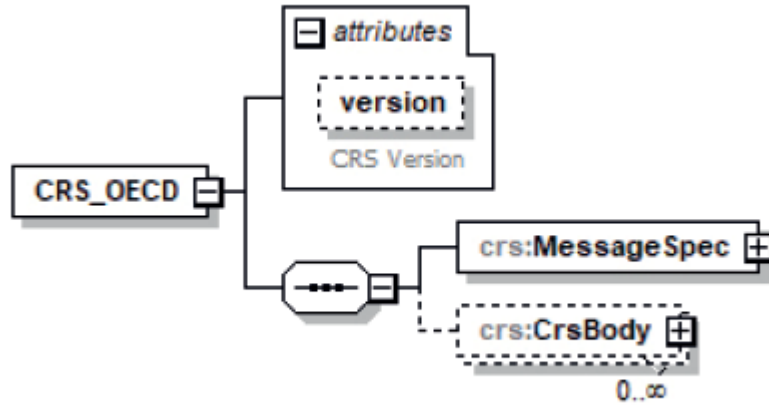 attributes
version
CRS Version
CRS_OECD
crs:MessageSpec
crs:CrsBody
0..∞